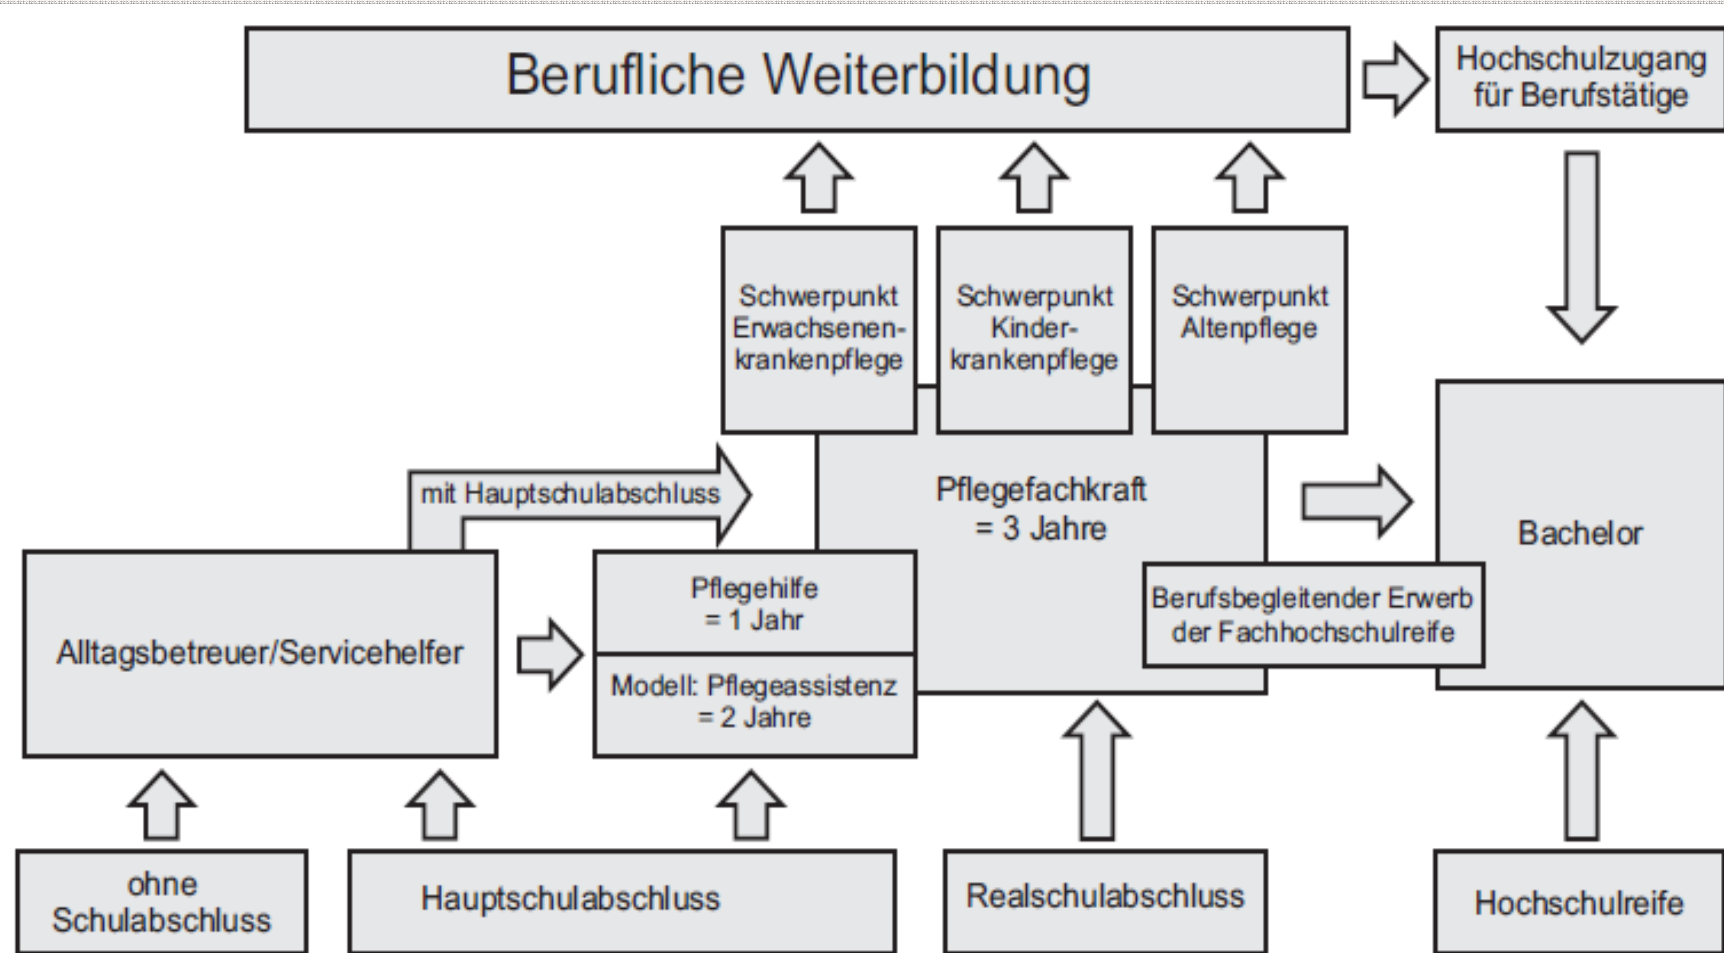 Berufliche Weiterbildung
Hochschulzugang
für Berufstätige
Schwerpunkt
Erwachsenen-
krankenpflege
Schwerpunkt
Kinder-
krankenpflege
Schwerpunkt
Altenpflege
mit Hauptschulabschluss
Pflegefachkraft
= 3 Jahre
Bachelor
Alltagsbetreuer/Servicehelfer
Pflegehilfe
= 1 Jahr
Modell: Pflegeassistenz
= 2 Jahre
Berufsbegleitender Erwerb
der Fachhochschulreife
ohne
Schulabschluss
Hauptschulabschluss
Realschulabschluss
Hochschulreife